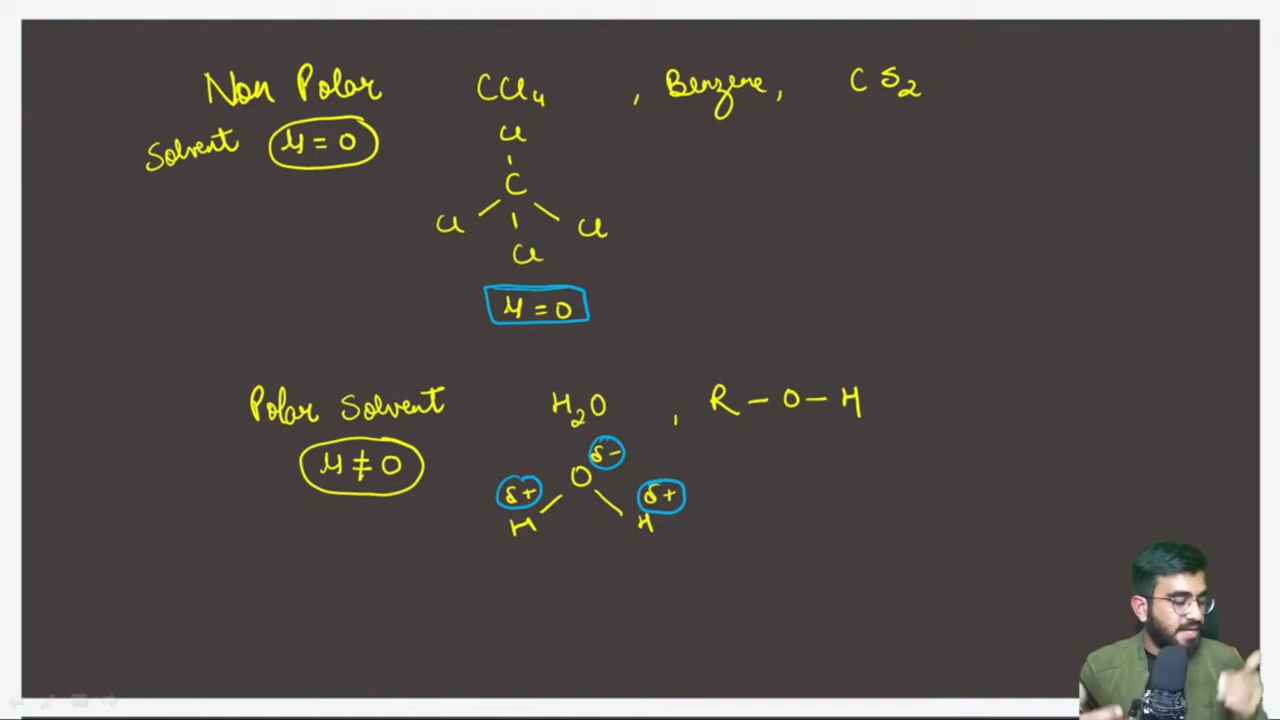 Non Polar CCl4 , Benzene, CS2
Solvent μ = 0
Cl
C
Cl Cl
Cl
μ = 0
Polar Solvent H2O , R - O - H
μ ≠ 0
δ-
O
δ+ δ+
H H